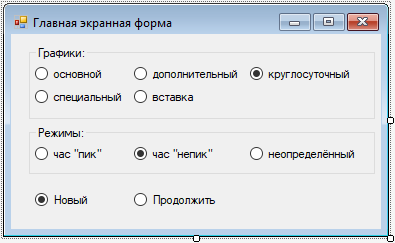 Главная экранная форма
Графики:
основной дополнительный круглосуточный
специальный вставка
Режимы:
час "пик" час "непик" неопределённый
Новый Продолжить